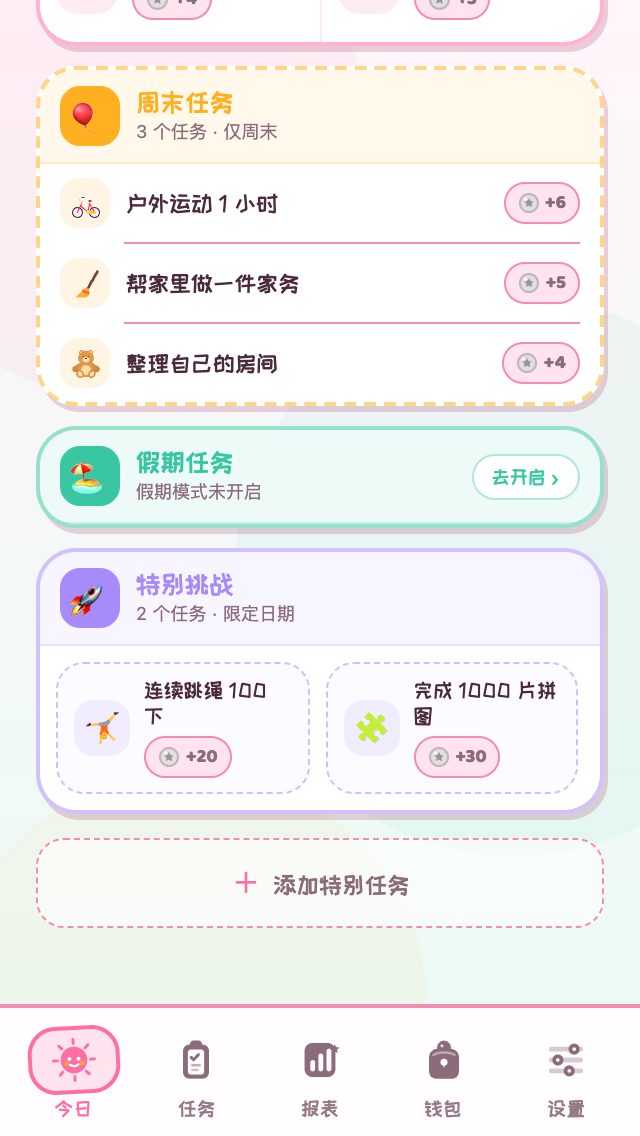 周末任务
3 个任务 · 仅周末
户外运动 1 小时
+6
帮家里做一件家务
+5
整理自己的房间
+4
假期任务
假期模式未开启
去开启 ›
特别挑战
2 个任务 · 限定日期
连续跳绳 100
下
+20
完成 1000 片拼
图
+30
+ 添加特别任务
今日
任务
报表
钱包
设置